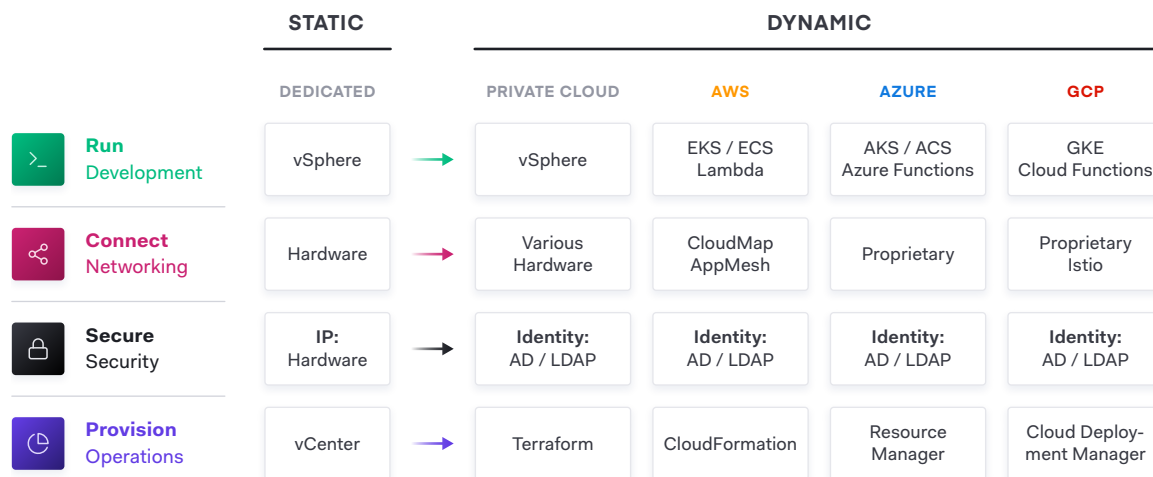 STATIC
DYNAMIC
DEDICATED
PRIVATE CLOUD
AWS
AZURE
GCP
Run
Development
vSphere
vSphere
EKS / ECS
Lambda
AKS / ACS
Azure Functions
GKE
Cloud Functions
Connect
Networking
Hardware
Various
Hardware
CloudMap
AppMesh
Proprietary
Proprietary
Istio
Secure
Security
IP:
Hardware
Identity:
AD / LDAP
Identity:
AD / LDAP
Identity:
AD / LDAP
Identity:
AD / LDAP
Provision
Operations
vCenter
Terraform
CloudFormation
Resource
Manager
Cloud Deploy-
ment Manager